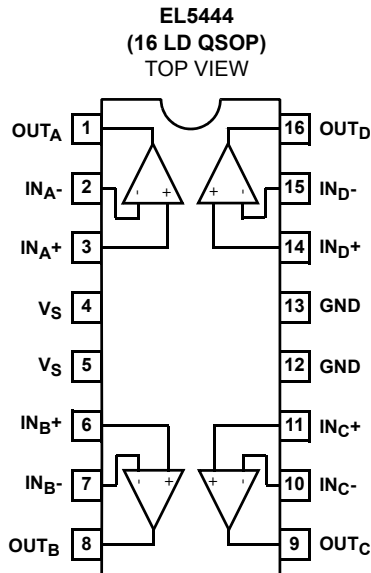 EL5444
(16 LD QSOP)
TOP VIEW
OUTA 1 16 OUTD
INA- 2 - + + - 15 IND-
INA+ 3 14 IND+
VS 4 13 GND
VS 5 12 GND
INB+ 6 11 INC+
INB- 7 - + + - 10 INC-
OUTB 8 9 OUTC